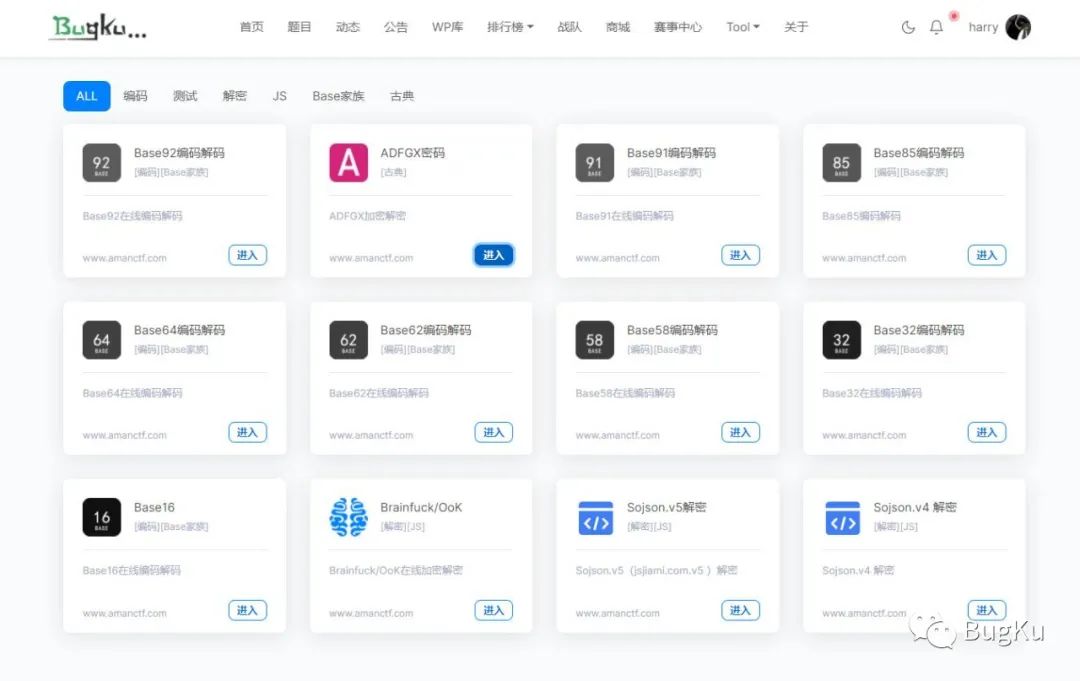 Bugku...
首页 题目 动态 公告 WP库 排行榜 战队 商城 赛事中心 Tool 关于
harry
ALL 编码 测试 解密 JS Base家族 古典
92 BASE
Base92编码解码
[编码][Base家族]
Base92在线编码解码
www.amanctf.com
进入
A
ADFGX密码
[古典]
ADFGX加密解密
www.amanctf.com
进入
91 BASE
Base91编码解码
[编码][Base家族]
Base91在线编码解码
www.amanctf.com
进入
85 BASE
Base85编码解码
[编码][Base家族]
Base85编码解码
www.amanctf.com
进入
64 BASE
Base64编码解码
[编码][Base家族]
Base64在线编码解码
www.amanctf.com
进入
62 BASE
Base62编码解码
[编码][Base家族]
Base62在线编码解码
www.amanctf.com
进入
58 BASE
Base58编码解码
[编码][Base家族]
Base58在线编码解码
www.amanctf.com
进入
32 BASE
Base32编码解码
[编码][Base家族]
Base32在线编码解码
www.amanctf.com
进入
16 BASE
Base16
[编码][Base家族]
Base16在线编码解码
www.amanctf.com
进入
Brainfuck/OoK
[解密][JS]
Brainfuck/OoK在线加密解密
www.amanctf.com
进入
</>
Sojson.v5解密
[解密][JS]
Sojson.v5（jsjiami.com.v5 ）解密
www.amanctf.com
进入
</>
Sojson.v4 解密
[解密][JS]
Sojson.v4 解密
www.amanctf.com
进入
BugKu